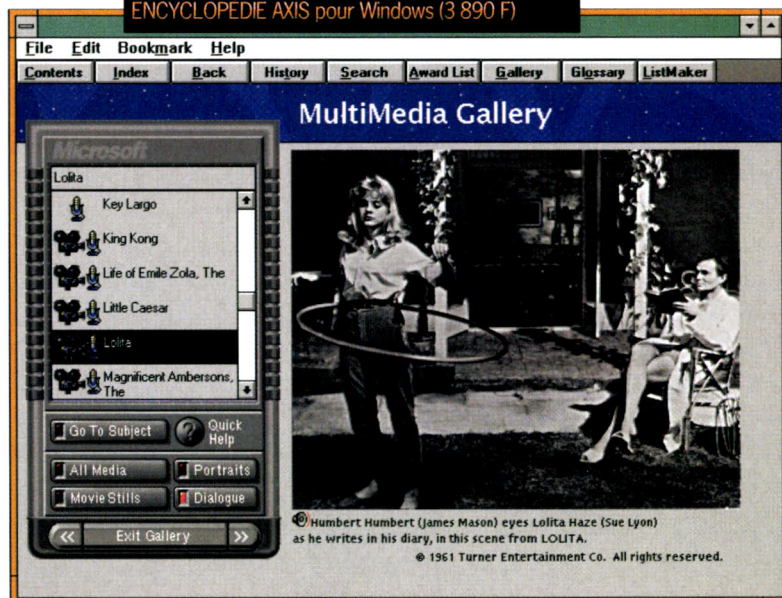 ENCYCLOPEDIE AXIS pour Windows (3 890 F)
File Edit Bookmark Help
Contents Index Back History Search Award List Gallery Glossary ListMaker
MultiMedia Gallery
Microsoft
Lolita
Key Largo
King Kong
Life of Emile Zola, The
Little Caesar
Lolita
Magnificent Ambersons,
The
Go To Subject ? Quick
Help
All Media Portraits
Movie Stills Dialogue
<< Exit Gallery >>
Humbert Humbert (James Mason) eyes Lolita Haze (Sue Lyon)
as he writes in his diary, in this scene from LOLITA.
© 1961 Turner Entertainment Co. All rights reserved.